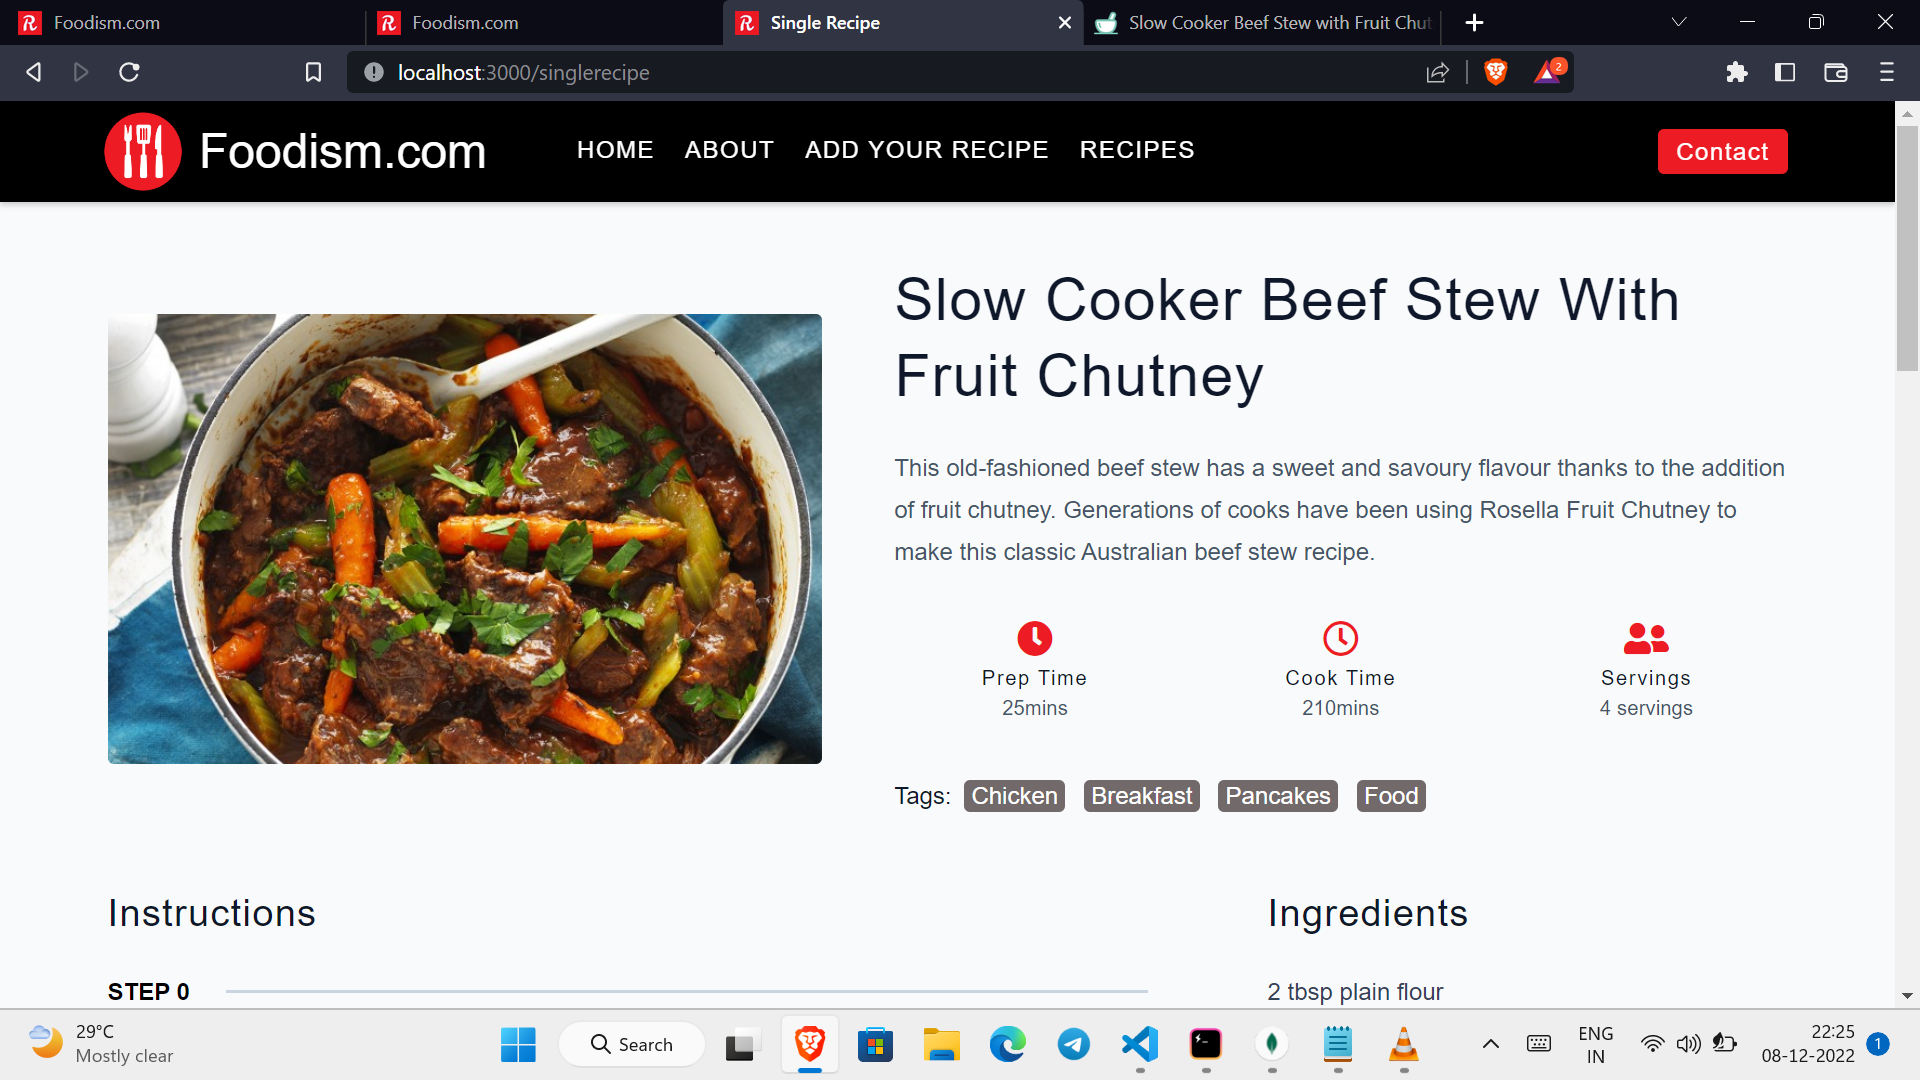 Foodism.com
Foodism.com
Single Recipe
Slow Cooker Beef Stew with Fruit Chut
localhost:3000/singlerecipe
2
Foodism.com
HOME
ABOUT
ADD YOUR RECIPE
RECIPES
Contact
Slow Cooker Beef Stew With
Fruit Chutney
This old-fashioned beef stew has a sweet and savoury flavour thanks to the addition
of fruit chutney. Generations of cooks have been using Rosella Fruit Chutney to
make this classic Australian beef stew recipe.
Prep Time
25mins
Cook Time
210mins
Servings
4 servings
Tags: Chicken Breakfast Pancakes Food
Instructions
STEP 0
Ingredients
2 tbsp plain flour
29°C
Mostly clear
Search
ENG
IN
22:25
08-12-2022
1